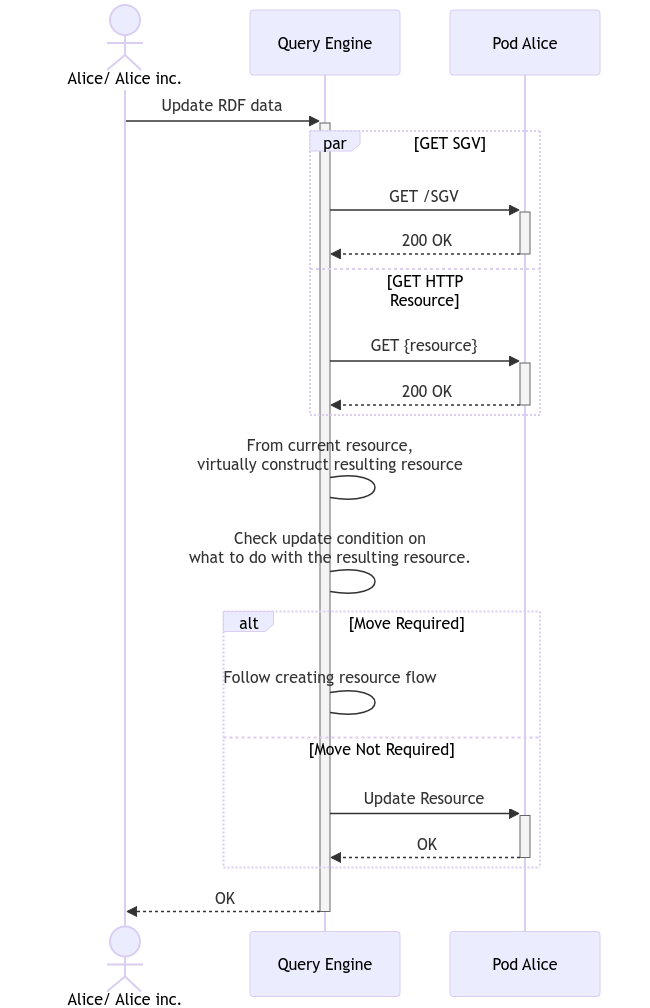 Alice/ Alice inc.
Query Engine
Pod Alice
Update RDF data
par
[GET SGV]
GET /SGV
200 OK
[GET HTTP
Resource]
GET {resource}
200 OK
From current resource,
virtually construct resulting resource
Check update condition on
what to do with the resulting resource.
alt
[Move Required]
Follow creating resource flow
[Move Not Required]
Update Resource
OK
OK
Alice/ Alice inc.
Query Engine
Pod Alice